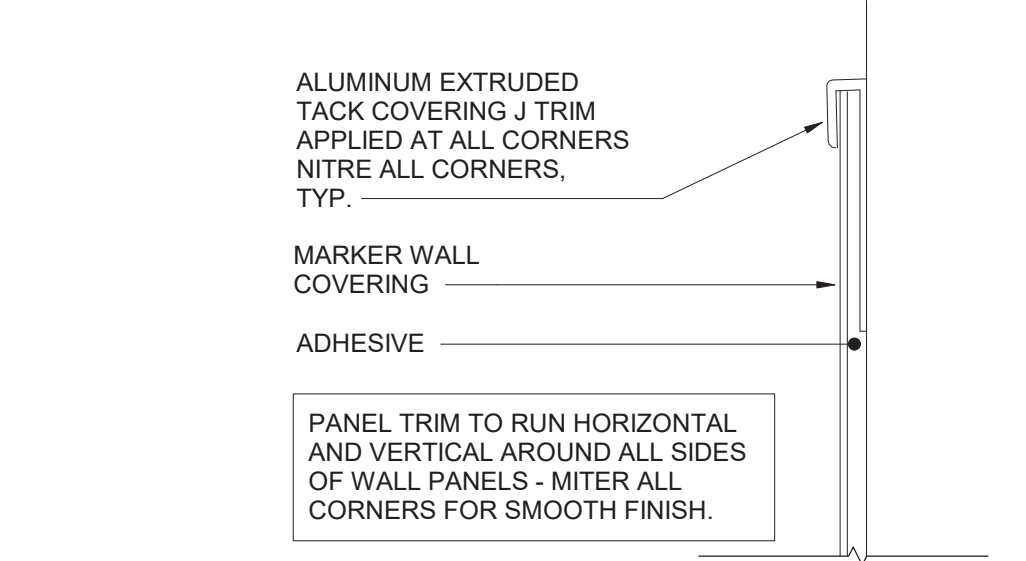 ALUMINUM EXTRUDED
TACK COVERING J TRIM
APPLIED AT ALL CORNERS
NITRE ALL CORNERS,
TYP.
MARKER WALL
COVERING
ADHESIVE
PANEL TRIM TO RUN HORIZONTAL
AND VERTICAL AROUND ALL SIDES
OF WALL PANELS - MITER ALL
CORNERS FOR SMOOTH FINISH.